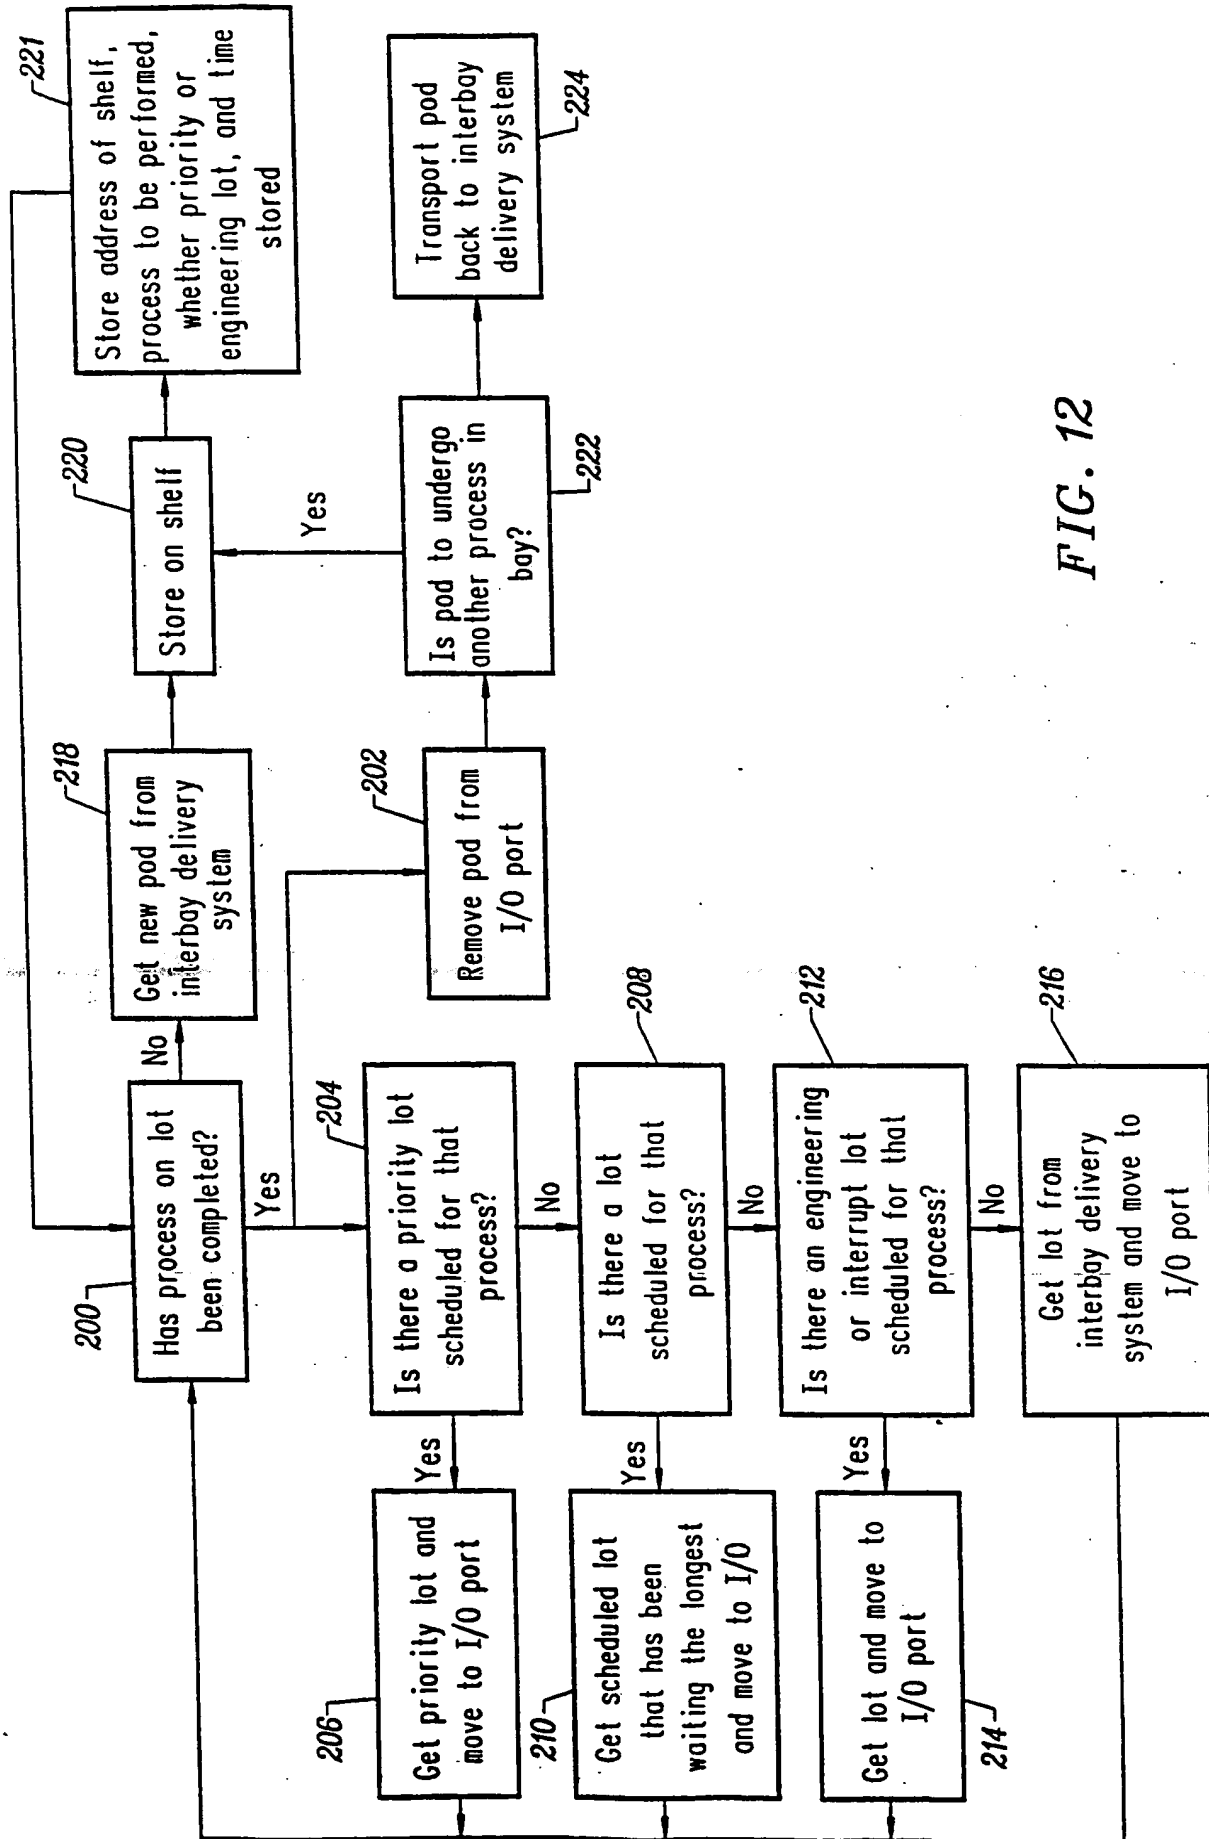 200
Has process on lot
been completed?
No
Yes
218
Get new pod from
interbay delivery
system
220
Store on shelf
221
Store address of shelf,
process to be performed,
whether priority or
engineering lot, and time
stored
202
Remove pod from
I/O port
Is pod to undergo
another process in
bay?
222
Yes
Transport pod
back to interbay
delivery system
224
204
Is there a priority lot
scheduled for that
process?
Yes
No
206
Get priority lot and
move to I/O port
208
Is there a lot
scheduled for that
process?
Yes
No
210
Get scheduled lot
that has been
waiting the longest
and move to I/O
212
Is there an engineering
or interrupt lot
scheduled for that
process?
Yes
No
Get lot and move to
I/O port
214
216
Get lot from
interbay delivery
system and move to
I/O port
FIG. 12